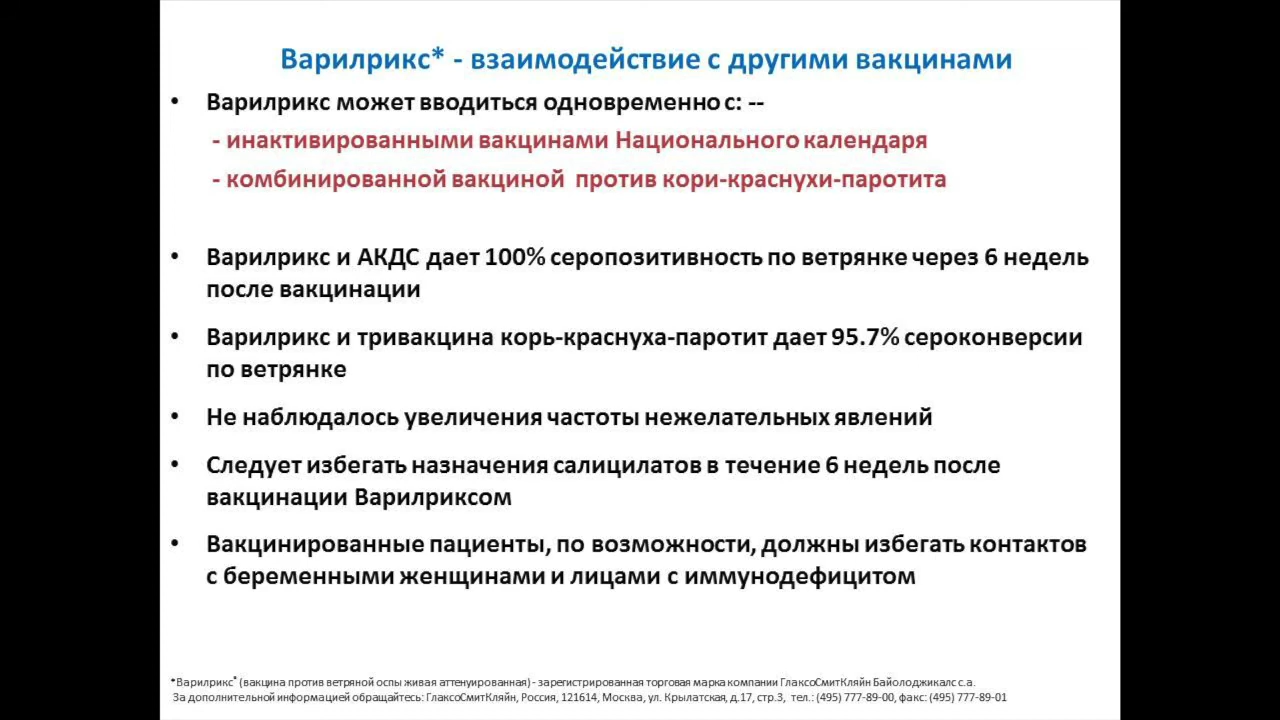 Варилрикс* - взаимодействие с другими вакцинами
• Варилрикс может вводиться одновременно с: --
- инактивированными вакцинами Национального календаря
- комбинированной вакциной против кори-краснухи-паротита
• Варилрикс и АКДС дает 100% серопозитивность по ветрянке через 6 недель
после вакцинации
• Варилрикс и тривакцина корь-краснуха-паротит дает 95.7% сероконверсии
по ветрянке
• Не наблюдалось увеличения частоты нежелательных явлений
• Следует избегать назначения салицилатов в течение 6 недель после
вакцинации Варилриксом
• Вакцинированные пациенты, по возможности, должны избегать контактов
с беременными женщинами и лицами с иммунодефицитом
*Варилрикс* (вакцина против ветряной оспы живая аттенуированная) - зарегистрированная торговая марка компании ГлаксоСмитКляйн Байолоджикалс с.а.
За дополнительной информацией обращайтесь: ГлаксоСмитКляйн, Россия, 121614, Москва, ул. Крылатская, д.17, стр.3, тел.: (495) 777-89-00, факс: (495) 777-89-01